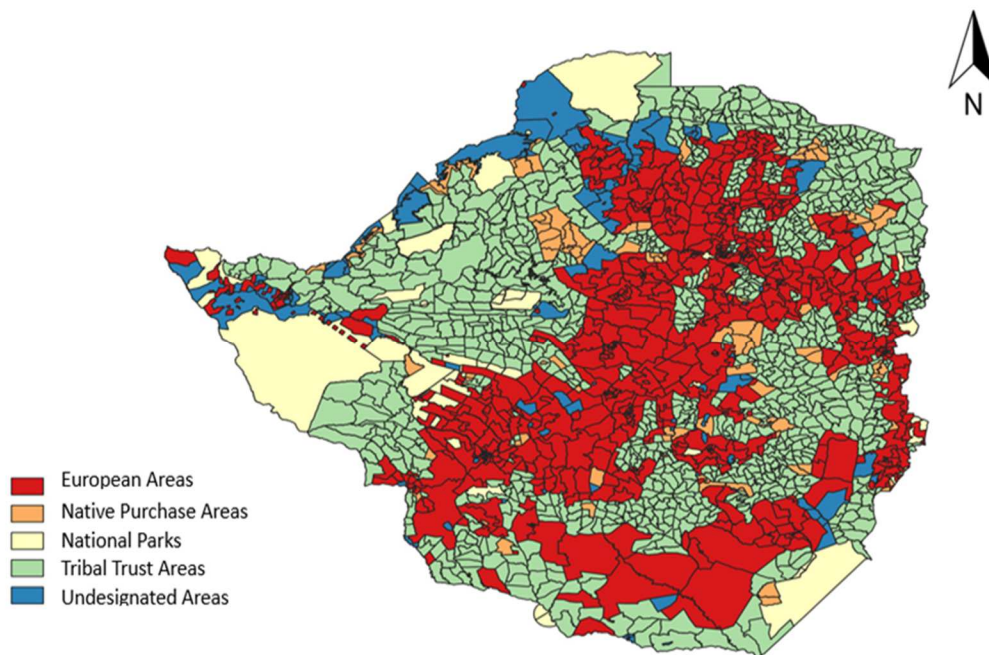 N
European Areas
Native Purchase Areas
National Parks
Tribal Trust Areas
Undesignated Areas